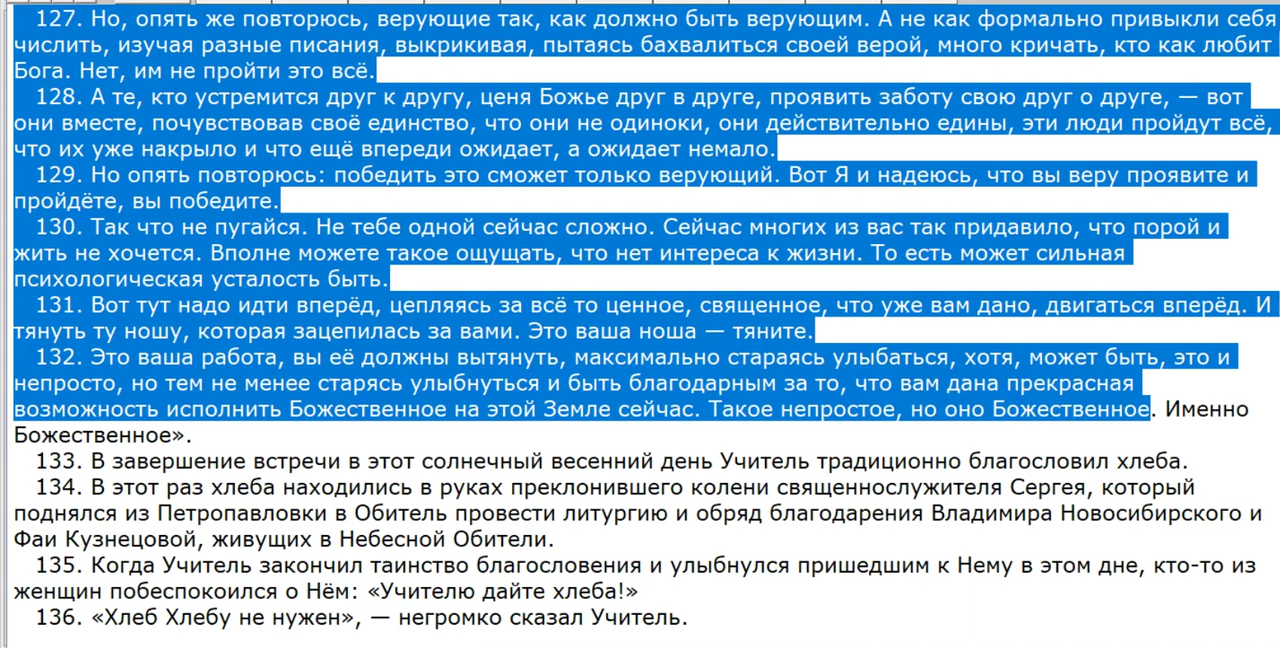 127. Но, опять же повторюсь, верующие так, как должно быть верующим. А не как формально привыкли себя
числить, изучая разные писания, выкрикивая, пытаясь бахвалиться своей верой, много кричать, кто как любит
Бога. Нет, им не пройти это всё.
128. А те, кто устремится друг к другу, ценя Божье друг в друге, проявить заботу свою друг о друге, — вот
они вместе, почувствовав своё единство, что они не одиноки, они действительно едины, эти люди пройдут всё,
что их уже накрыло и что ещё впереди ожидает, а ожидает немало.
129. Но опять повторюсь: победить это сможет только верующий. Вот Я и надеюсь, что вы веру проявите и
пройдёте, вы победите.
130. Так что не пугайся. Не тебе одной сейчас сложно. Сейчас многих из вас так придавило, что порой и
жить не хочется. Вполне можете такое ощущать, что нет интереса к жизни. То есть может сильная
психологическая усталость быть.
131. Вот тут надо идти вперёд, цепляясь за всё то ценное, священное, что уже вам дано, двигаться вперёд. И
тянуть ту ношу, которая зацепилась за вами. Это ваша ноша — тяните.
132. Это ваша работа, вы её должны вытянуть, максимально стараясь улыбаться, хотя, может быть, это и
непросто, но тем не менее старясь улыбнуться и быть благодарным за то, что вам дана прекрасная
возможность исполнить Божественное на этой Земле сейчас. Такое непростое, но оно Божественное. Именно
Божественное».
133. В завершение встречи в этот солнечный весенний день Учитель традиционно благословил хлеба.
134. В этот раз хлеба находились в руках преклонившего колени священнослужителя Сергея, который
поднялся из Петропавловки в Обитель провести литургию и обряд благодарения Владимира Новосибирского и
Фаи Кузнецовой, живущих в Небесной Обители.
135. Когда Учитель закончил таинство благословения и улыбнулся пришедшим к Нему в этом дне, кто-то из
женщин побеспокоился о Нём: «Учителю дайте хлеба!»
136. «Хлеб Хлебу не нужен», — негромко сказал Учитель.